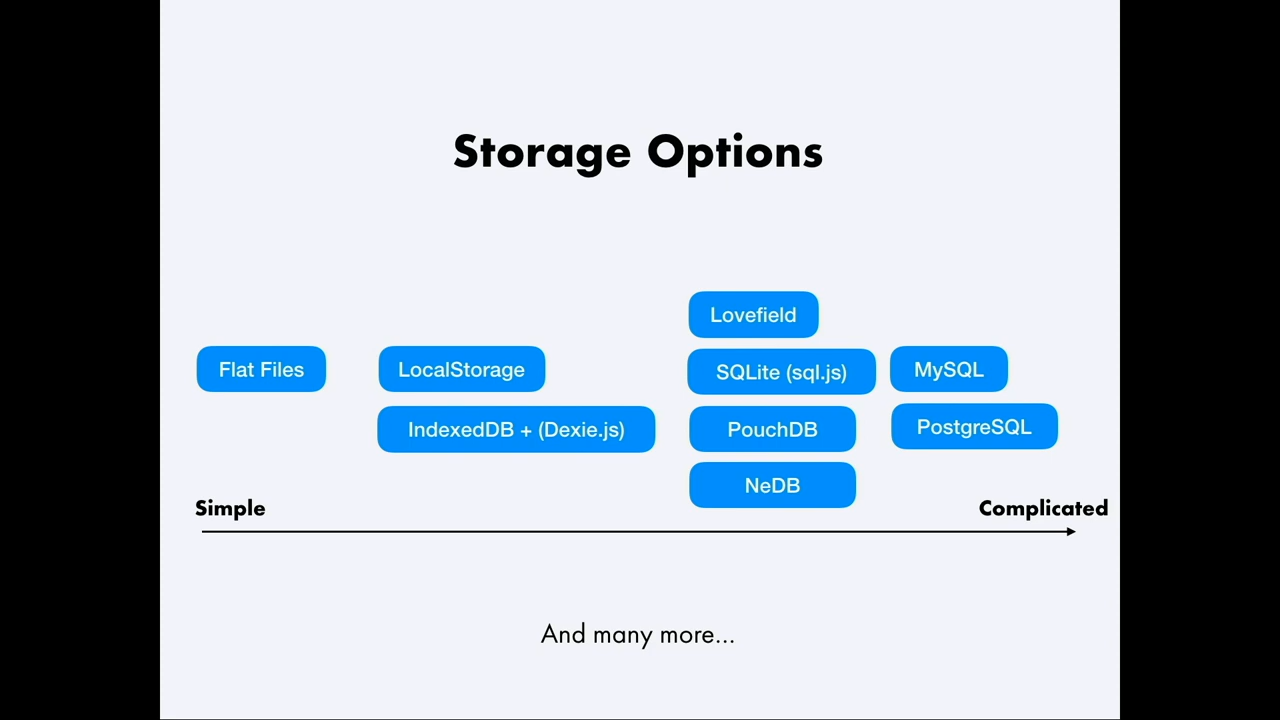 Storage Options
Lovefield
Flat Files
LocalStorage
SQLite (sql.js)
MySQL
IndexedDB + (Dexie.js)
PouchDB
PostgreSQL
NeDB
Simple
Complicated
And many more...